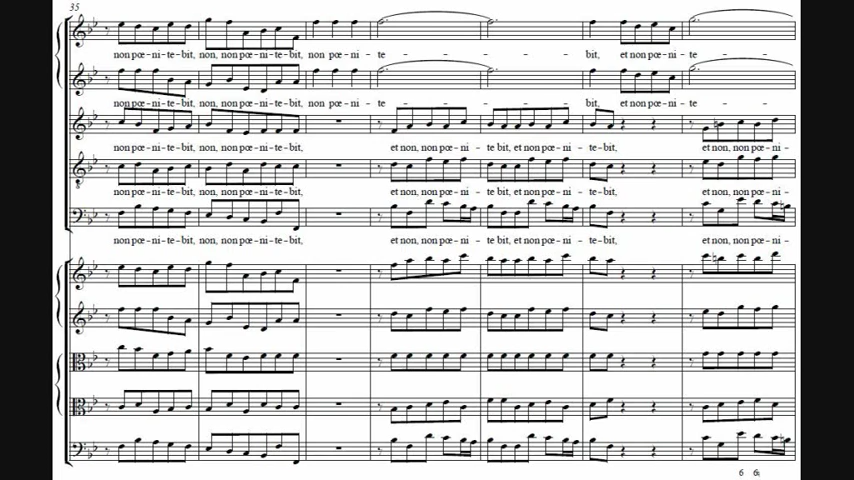 35
non pœ-ni-te-bit, non, non pœ-ni-te-bit, non pœ-ni-te - - - bit, et non pœ-ni-te - -
non pœ-ni-te-bit, non, non pœ-ni-te-bit, non pœ-ni-te - - - bit, et non pœ-ni-te - -
non pœ-ni-te-bit, non, non pœ-ni-te-bit, et non, non pœ-ni-te bit, et non pœ-ni-te-bit, et non, non pœ-ni-
non pœ-ni-te-bit, non, non pœ-ni-te-bit, et non, non pœ-ni-te bit, et non pœ-ni-te-bit, et non, non pœ-ni-
non pœ-ni-te-bit, non, non pœ-ni-te-bit, et non, non pœ-ni-te bit, et non pœ-ni-te-bit, et non, non pœ-ni-
6